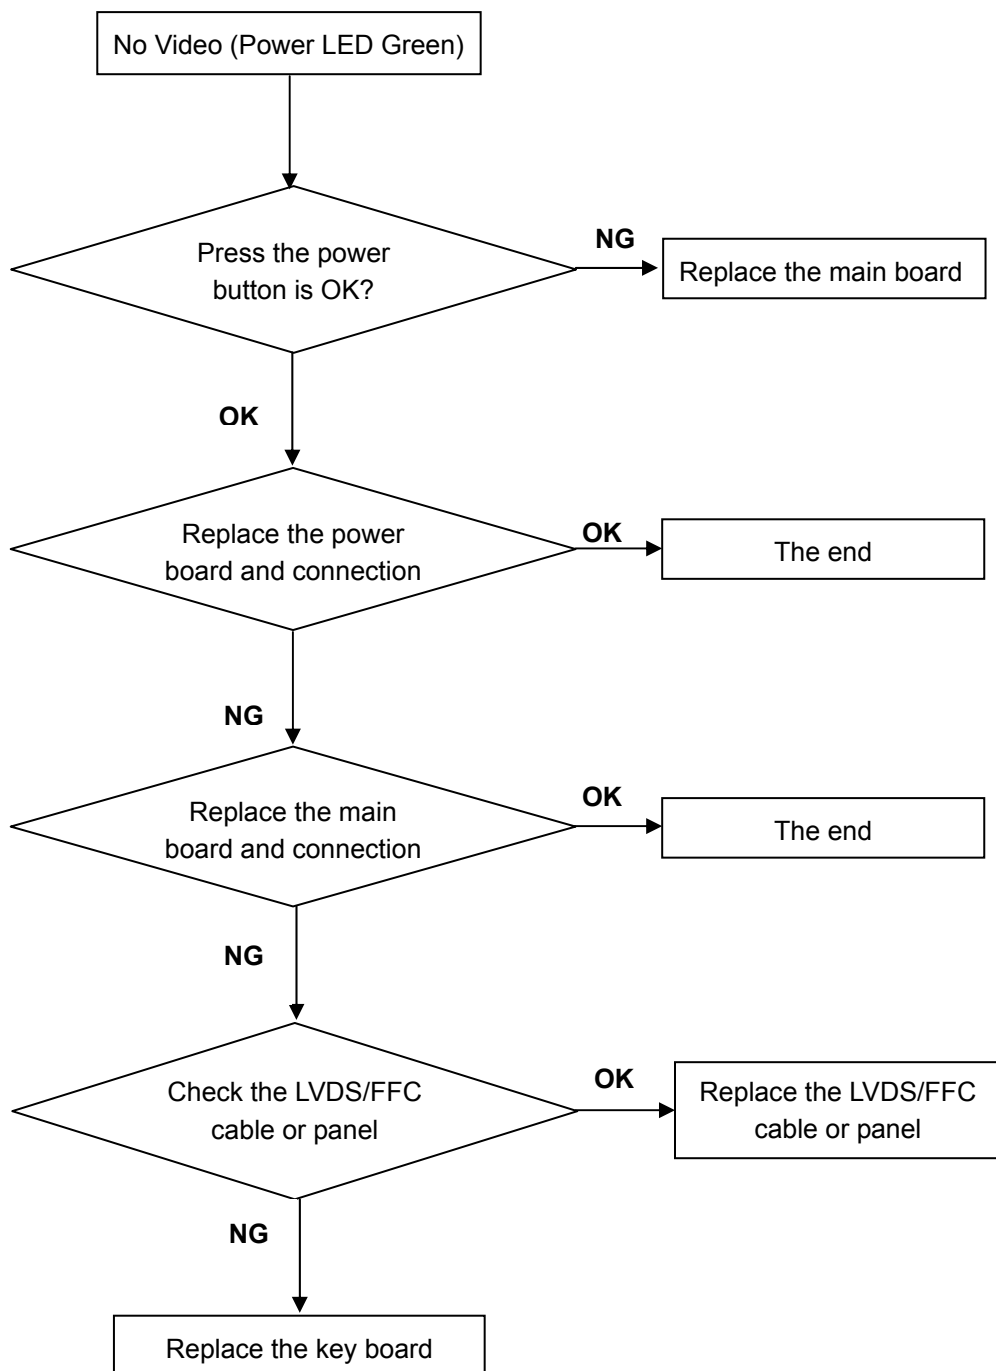 No Video (Power LED Green)
Press the power
button is OK?
NG
Replace the main board
OK
Replace the power
board and connection
OK
The end
NG
Replace the main
board and connection
OK
The end
NG
Check the LVDS/FFC
cable or panel
OK
Replace the LVDS/FFC
cable or panel
NG
Replace the key board